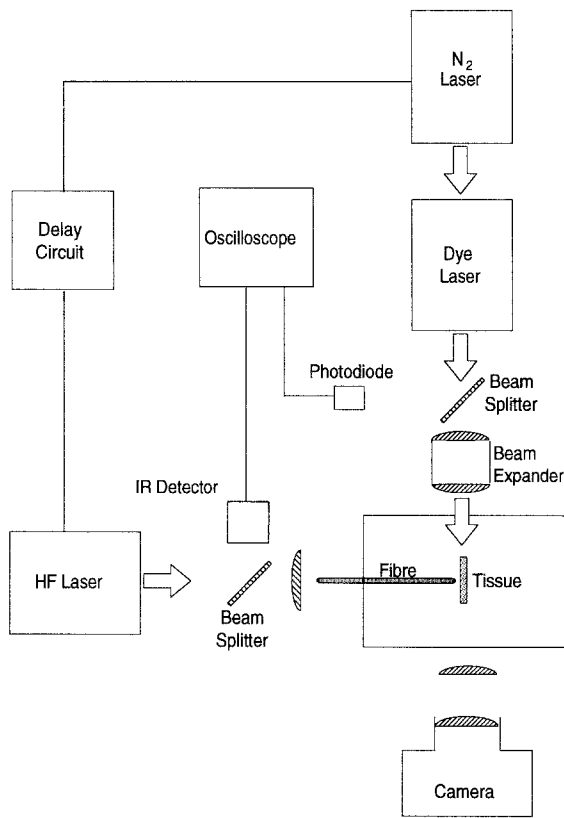 N2
Laser
Delay
Circuit
Oscilloscope
Dye
Laser
Photodiode
Beam
Splitter
Beam
Expander
IR Detector
HF Laser
Beam
Splitter
Fibre
Tissue
Camera